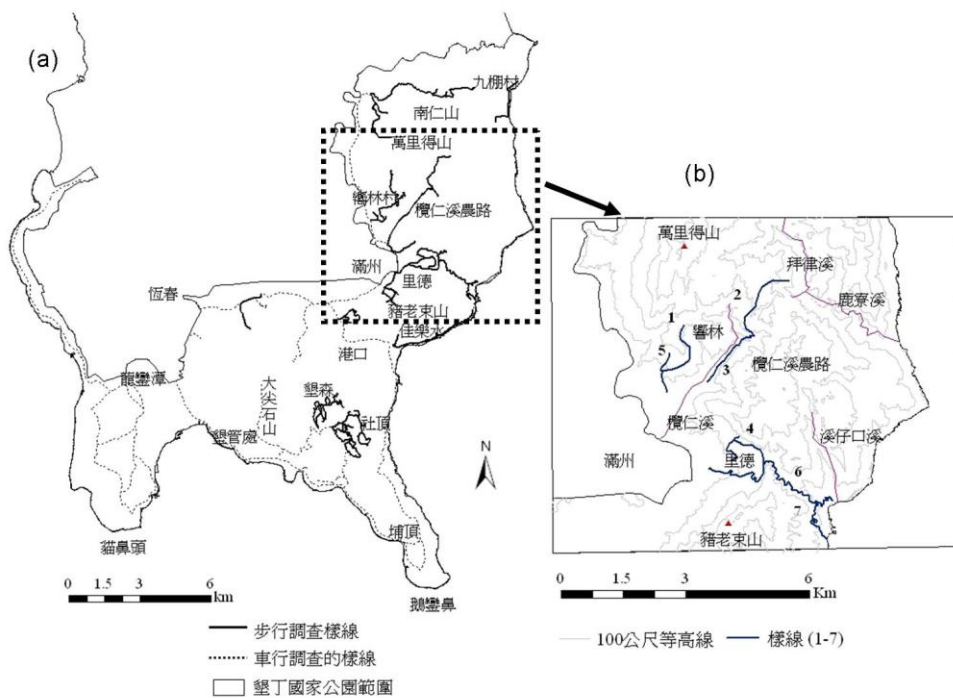 (a)
九棚村
南仁山
萬里得山
響林村
欖仁溪農路
滿州
里德
恆春
豬老束山
佳樂水
港口
龍鑾潭
大尖石山
墾森
社頂
墾管處
N
埔頂
貓鼻頭
鵝鑾鼻
0 1.5 3 6
km
步行調查樣線
車行調查的樣線
墾丁國家公園範圍
(b)
萬里得山
拜律溪
2
鹿寮溪
1
響林
5
3
欖仁溪農路
欖仁溪
4
溪仔口溪
滿州
里德
6
7
豬老束山
0 1.5 3 6
Km
100公尺等高線
樣線 (1-7)